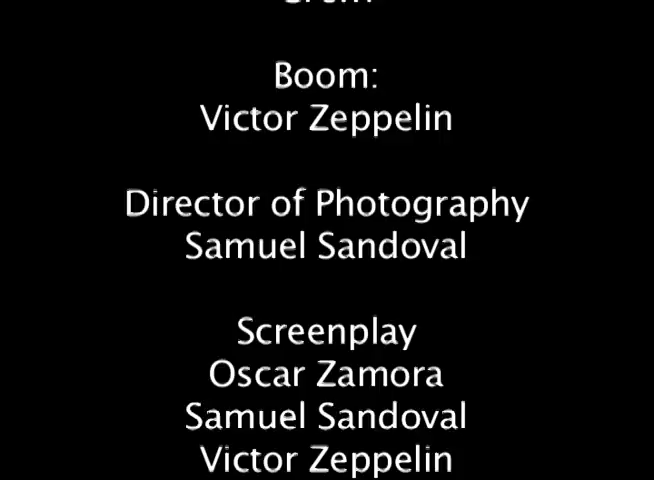 Boom:
Victor Zeppelin
Director of Photography
Samuel Sandoval
Screenplay
Oscar Zamora
Samuel Sandoval
Victor Zeppelin